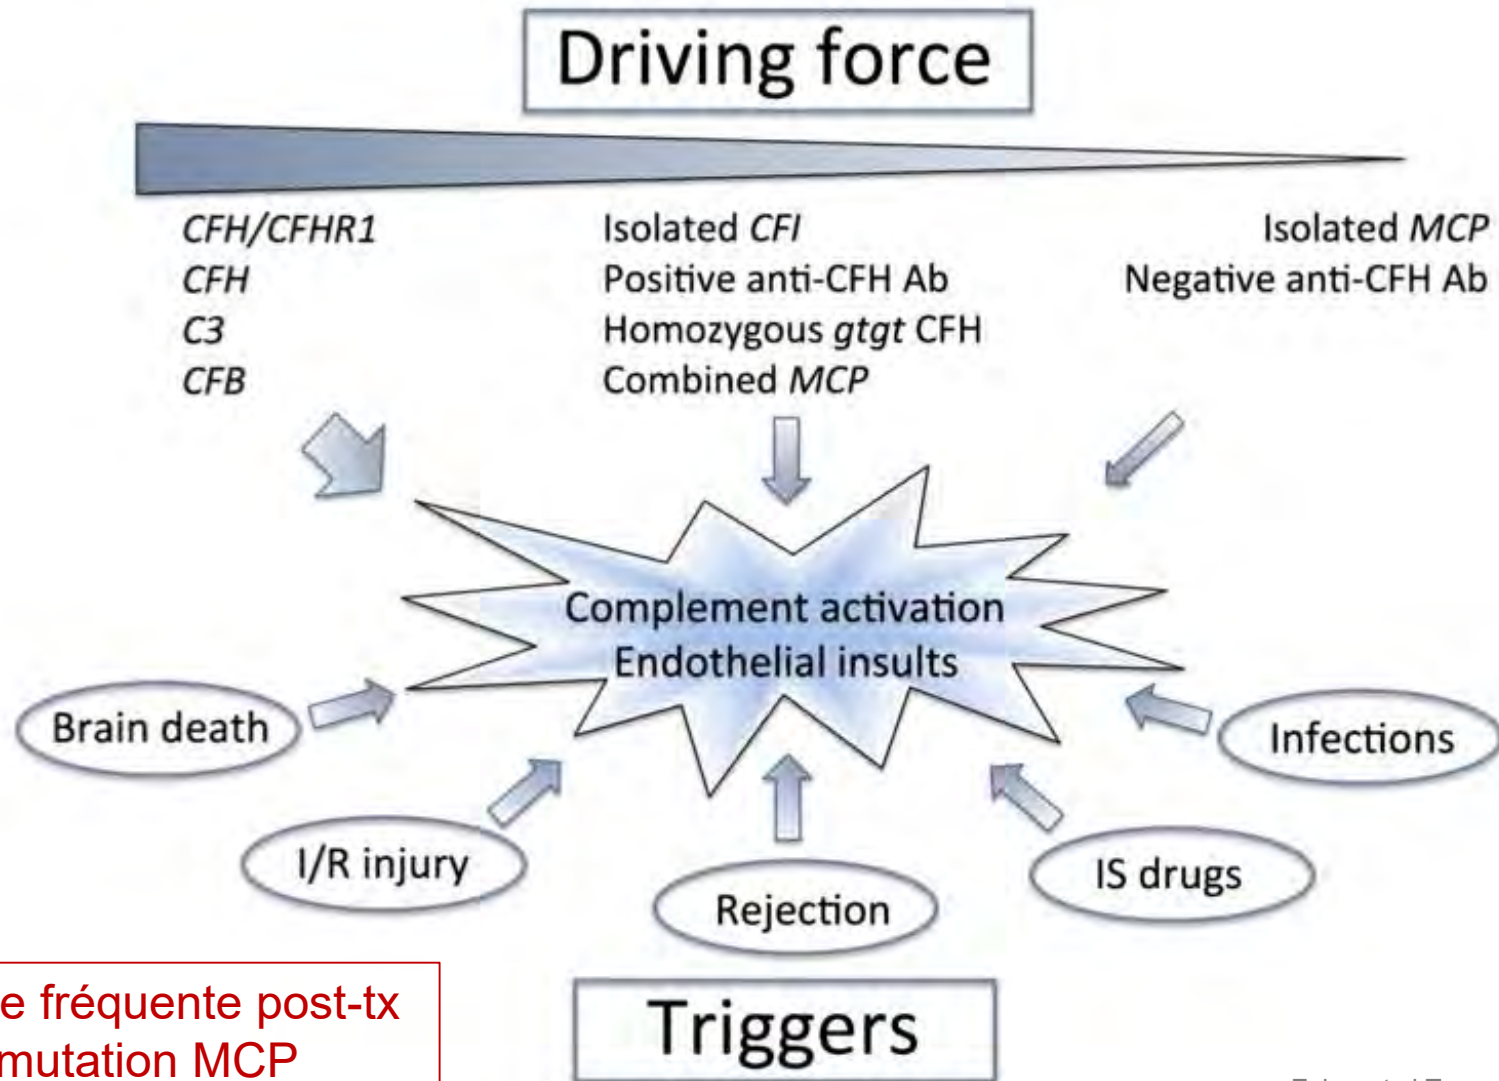 Driving force
CFH/CFHR1
CFH
C3
CFB
Isolated CFI
Positive anti-CFH Ab
Homozygous gtgt CFH
Combined MCP
Isolated MCP
Negative anti-CFH Ab
Complement activation
Endothelial insults
Brain death
I/R injury
Rejection
IS drugs
Infections
Triggers
e fréquente post-tx
mutation MCP